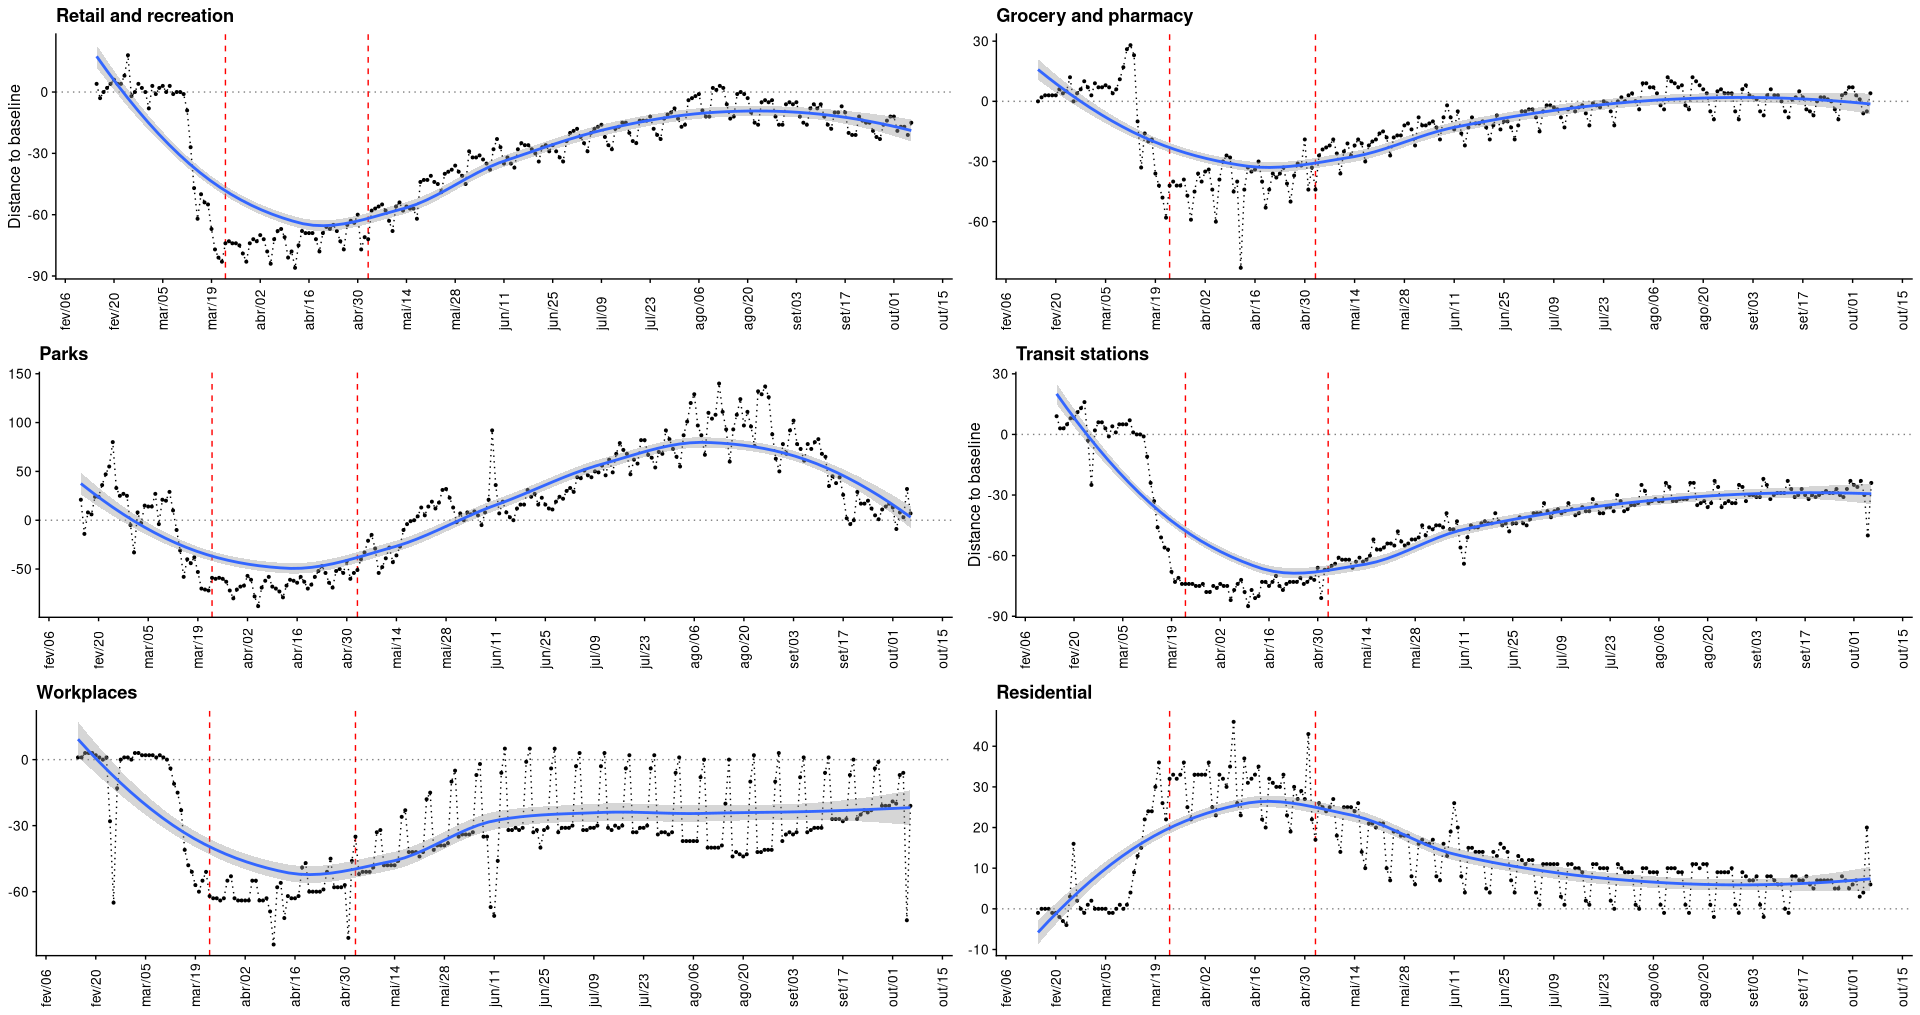 Retail and recreation
Distance to baseline
0
-30
-60
-90
fev/06 fev/20 mar/05 mar/19 abr/02 abr/16 abr/30 mai/14 mai/28 jun/11 jun/25 jul/09 jul/23 ago/06 ago/20 set/03 set/17 out/01 out/15
Grocery and pharmacy
30
0
-30
-60
fev/06 fev/20 mar/05 mar/19 abr/02 abr/16 abr/30 mai/14 mai/28 jun/11 jun/25 jul/09 jul/23 ago/06 ago/20 set/03 set/17 out/01 out/15
Parks
150
100
50
0
-50
fev/06 fev/20 mar/05 mar/19 abr/02 abr/16 abr/30 mai/14 mai/28 jun/11 jun/25 jul/09 jul/23 ago/06 ago/20 set/03 set/17 out/01 out/15
Transit stations
Distance to baseline
30
0
-30
-60
-90
fev/06 fev/20 mar/05 mar/19 abr/02 abr/16 abr/30 mai/14 mai/28 jun/11 jun/25 jul/09 jul/23 ago/06 ago/20 set/03 set/17 out/01 out/15
Workplaces
0
-30
-60
fev/06 fev/20 mar/05 mar/19 abr/02 abr/16 abr/30 mai/14 mai/28 jun/11 jun/25 jul/09 jul/23 ago/06 ago/20 set/03 set/17 out/01 out/15
Residential
40
30
20
10
0
-10
fev/06 fev/20 mar/05 mar/19 abr/02 abr/16 abr/30 mai/14 mai/28 jun/11 jun/25 jul/09 jul/23 ago/06 ago/20 set/03 set/17 out/01 out/15